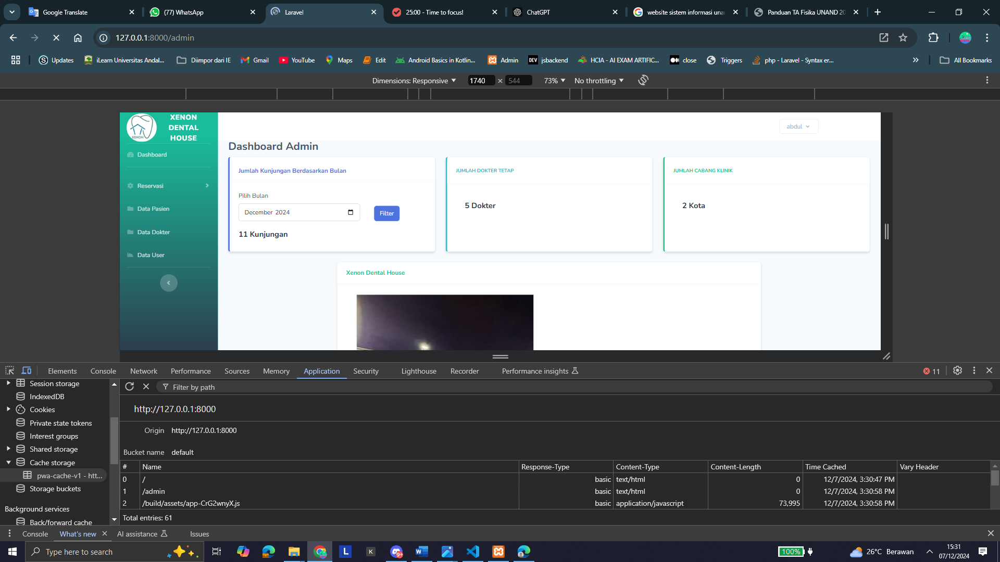 Google Translate
(77) WhatsApp
Laravel
25:00 - Time to focus!
ChatGPT
website sistem informasi unan
Panduan TA Fisika UNAND 20
127.0.0.1:8000/admin
Updates
iLearn Universitas Andal...
Diimpor dari IE
Gmail
YouTube
Maps
Edit
Android Basics in Kotlin...
Admin
DEV
jsbackend
HCIA - AI EXAM ARTIFIC...
close
Triggers
php - Laravel - Syntax er...
All Bookmarks
Dimensions: Responsive
1740 × 544
73%
No throttling
XENON
XENON
DENTAL
HOUSE
abdul
Dashboard
Reservasi
Data Pasien
Data Dokter
Data User
Dashboard Admin
Jumlah Kunjungan Berdasarkan Bulan
Pilih Bulan
December 2024
Filter
11 Kunjungan
JUMLAH DOKTER TETAP
5 Dokter
JUMLAH CABANG KLINIK
2 Kota
Xenon Dental House
Elements Console Network Performance Sources Memory Application Security Lighthouse Recorder Performance insights 11
Session storage
IndexedDB
Cookies
Private state tokens
Interest groups
Shared storage
Cache storage
pwa-cache-v1 - htt...
Storage buckets
Background services
Back/forward cache
Filter by path
http://127.0.0.1:8000
Origin http://127.0.0.1:8000
Bucket name default
# Name Response-Type Content-Type Content-Length Time Cached Vary Header
0 / basic text/html 0 12/7/2024, 3:30:47 PM
1 /admin basic text/html 0 12/7/2024, 3:30:58 PM
2 /build/assets/app-CrG2wnyX.js basic application/javascript 73,995 12/7/2024, 3:30:58 PM
Total entries: 61
Console What's new AI assistance Issues
Type here to search
L
K
9+
W
100%
26°C Berawan
15:31
07/12/2024